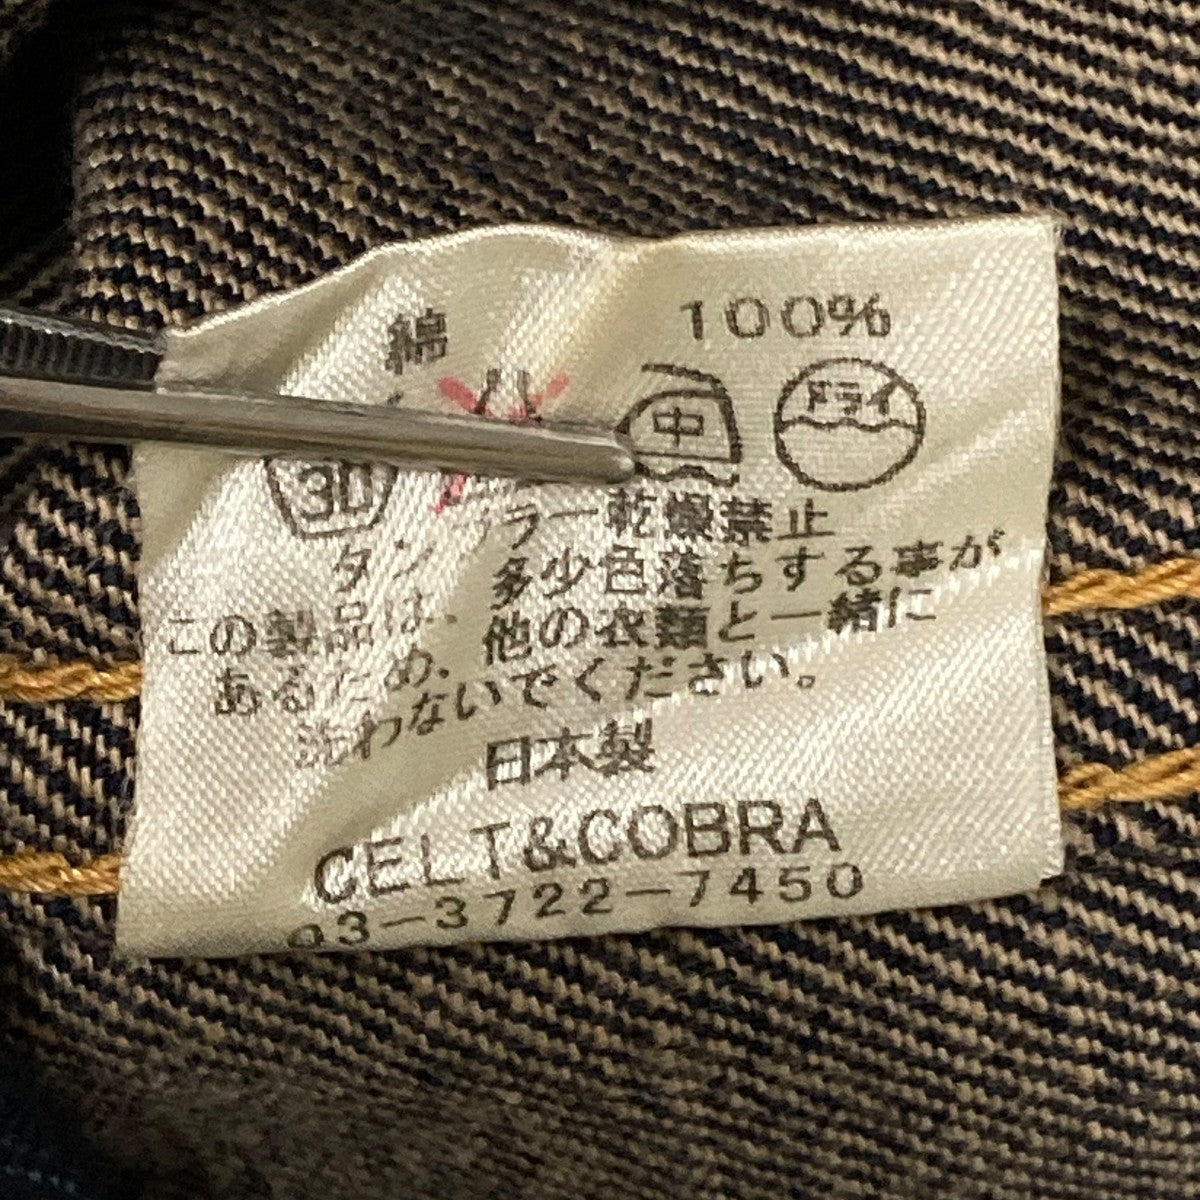 綿 100%
30 中 ドライ
タンブラー乾燥禁止
この製品は、多少色落ちする事が
あるため、他の衣類と一緒に
洗わないでください。
日本製
CELT&COBRA
03-3722-7450